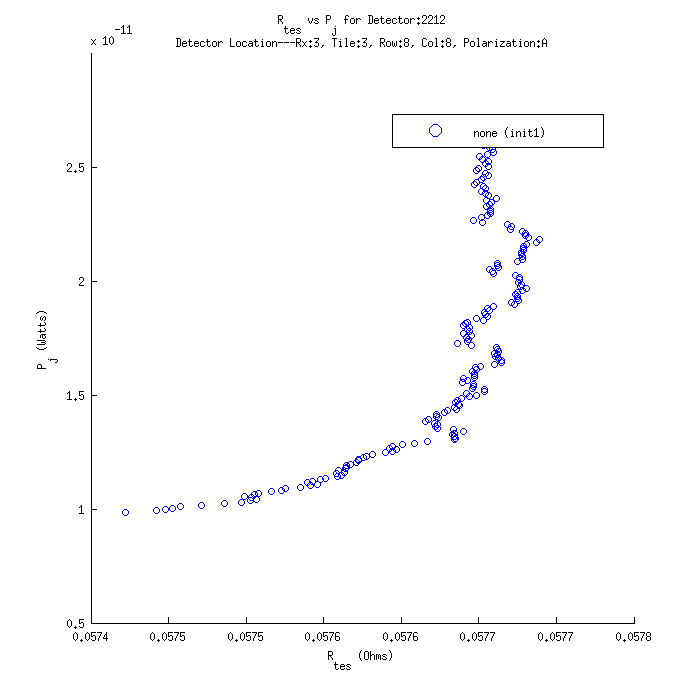 R_tes vs P_j for Detector:2212
x 10^-11
Detector Location---Rx:3, Tile:3, Row:8, Col:8, Polarization:A
none (init1)
2.5
2
P_j (Watts)
1.5
1
0.5
0.0574 0.0575 0.0575 0.0576 0.0576 0.0577 0.0577 0.0578
R_tes (Ohms)